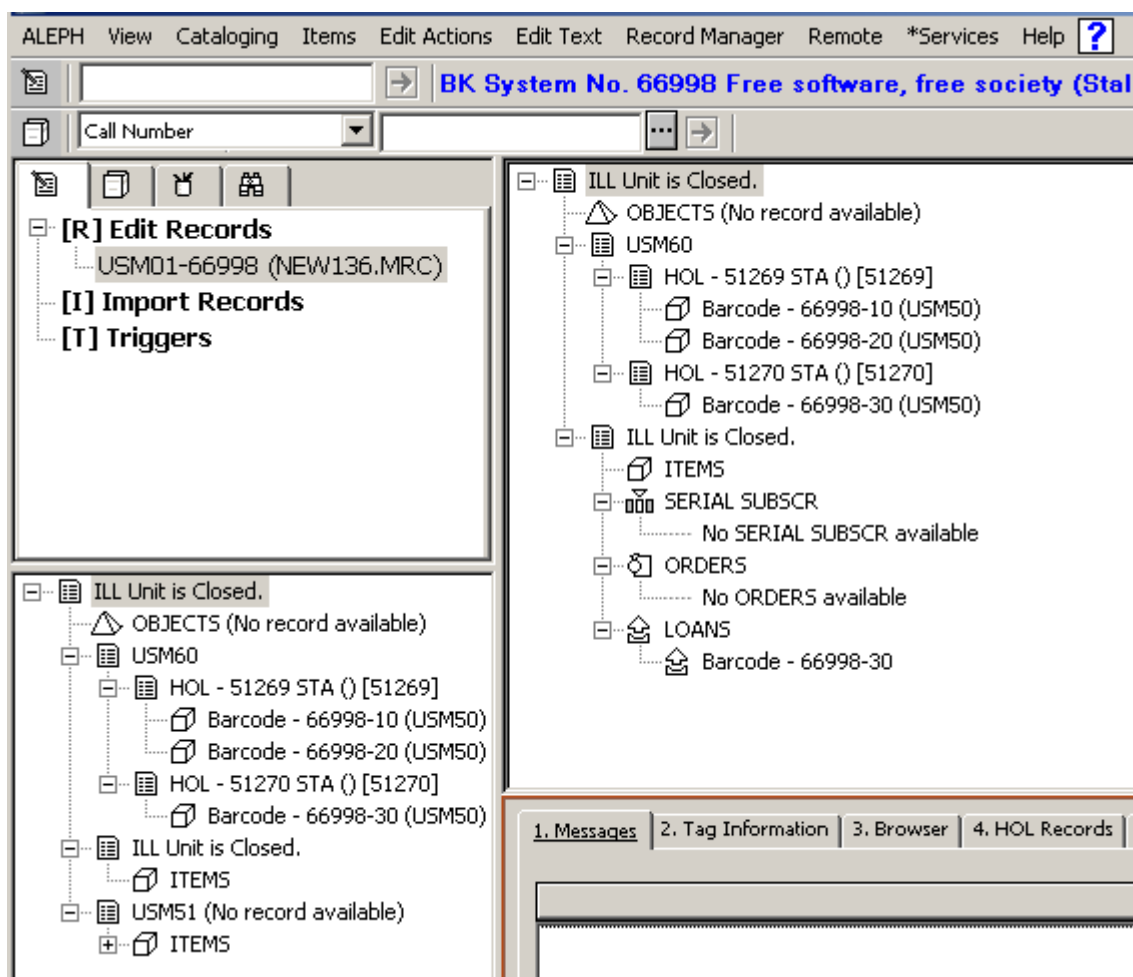 ALEPH View Cataloging Items Edit Actions Edit Text Record Manager Remote *Services Help ?
BK System No. 66998 Free software, free society (Stal
Call Number ...
[R] Edit Records
USM01-66998 (NEW136.MRC)
[I] Import Records
[T] Triggers
ILL Unit is Closed.
OBJECTS (No record available)
USM60
HOL - 51269 STA () [51269]
Barcode - 66998-10 (USM50)
Barcode - 66998-20 (USM50)
HOL - 51270 STA () [51270]
Barcode - 66998-30 (USM50)
ILL Unit is Closed.
ITEMS
SERIAL SUBSCR
No SERIAL SUBSCR available
ORDERS
No ORDERS available
LOANS
Barcode - 66998-30
ILL Unit is Closed.
OBJECTS (No record available)
USM60
HOL - 51269 STA () [51269]
Barcode - 66998-10 (USM50)
Barcode - 66998-20 (USM50)
HOL - 51270 STA () [51270]
Barcode - 66998-30 (USM50)
ILL Unit is Closed.
ITEMS
USM51 (No record available)
ITEMS
1. Messages 2. Tag Information 3. Browser 4. HOL Records